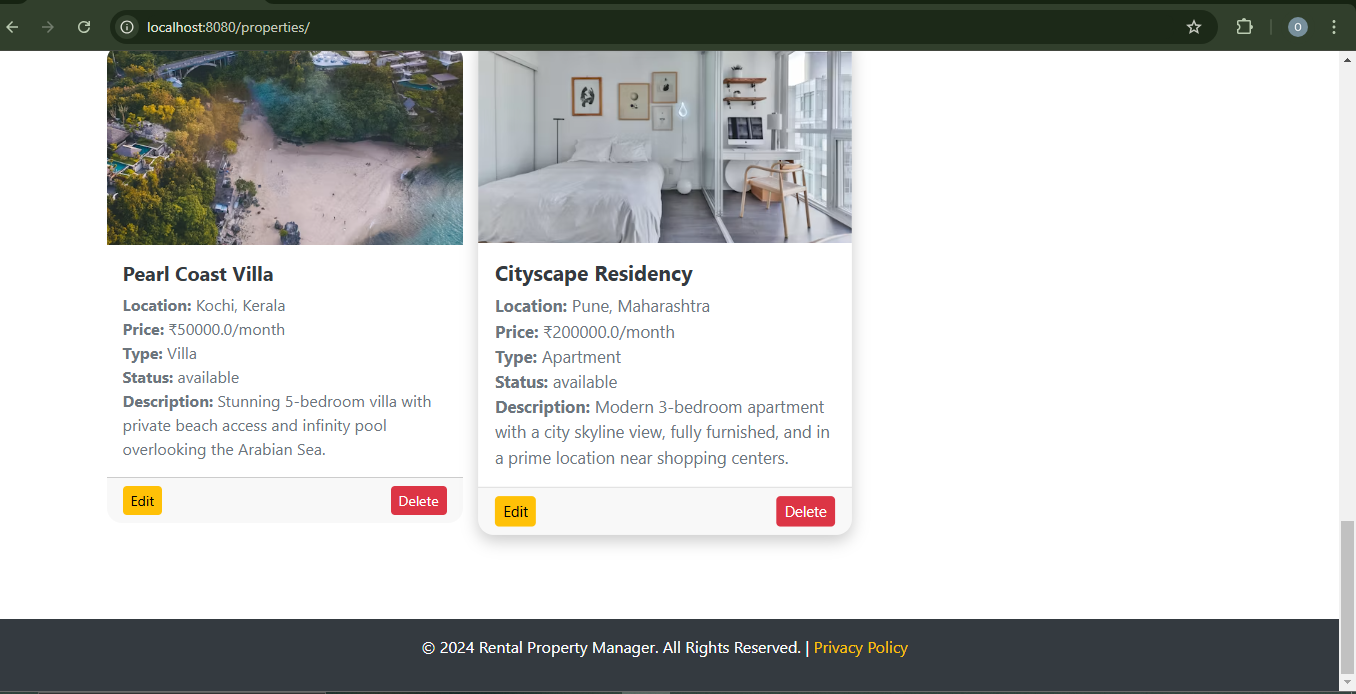 localhost:8080/properties/
O
Pearl Coast Villa
Location: Kochi, Kerala
Price: ₹50000.0/month
Type: Villa
Status: available
Description: Stunning 5-bedroom villa with
private beach access and infinity pool
overlooking the Arabian Sea.
Edit
Delete
Cityscape Residency
Location: Pune, Maharashtra
Price: ₹200000.0/month
Type: Apartment
Status: available
Description: Modern 3-bedroom apartment
with a city skyline view, fully furnished, and in
a prime location near shopping centers.
Edit
Delete
© 2024 Rental Property Manager. All Rights Reserved. | Privacy Policy